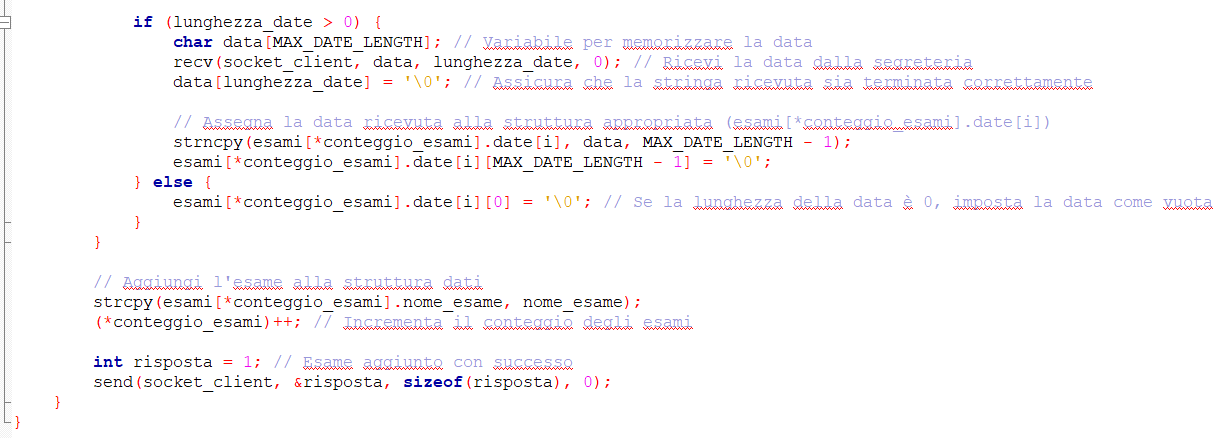 if (lunghezza_date > 0) {
char data[MAX_DATE_LENGTH]; // Variabile per memorizzare la data
recv(socket_client, data, lunghezza_date, 0); // Ricevi la data dalla segreteria
data[lunghezza_date] = '\0'; // Assicura che la stringa ricevuta sia terminata correttamente
// Assegna la data ricevuta alla struttura appropriata (esami[*conteggio_esami].date[i])
strncpy(esami[*conteggio_esami].date[i], data, MAX_DATE_LENGTH - 1);
esami[*conteggio_esami].date[i][MAX_DATE_LENGTH - 1] = '\0';
} else {
esami[*conteggio_esami].date[i][0] = '\0'; // Se la lunghezza della data è 0, imposta la data come vuota
}
}
// Aggiungi l'esame alla struttura dati
strcpy(esami[*conteggio_esami].nome_esame, nome_esame);
(*conteggio_esami)++; // Incrementa il conteggio degli esami
int risposta = 1; // Esame aggiunto con successo
send(socket_client, &risposta, sizeof(risposta), 0);
}
}